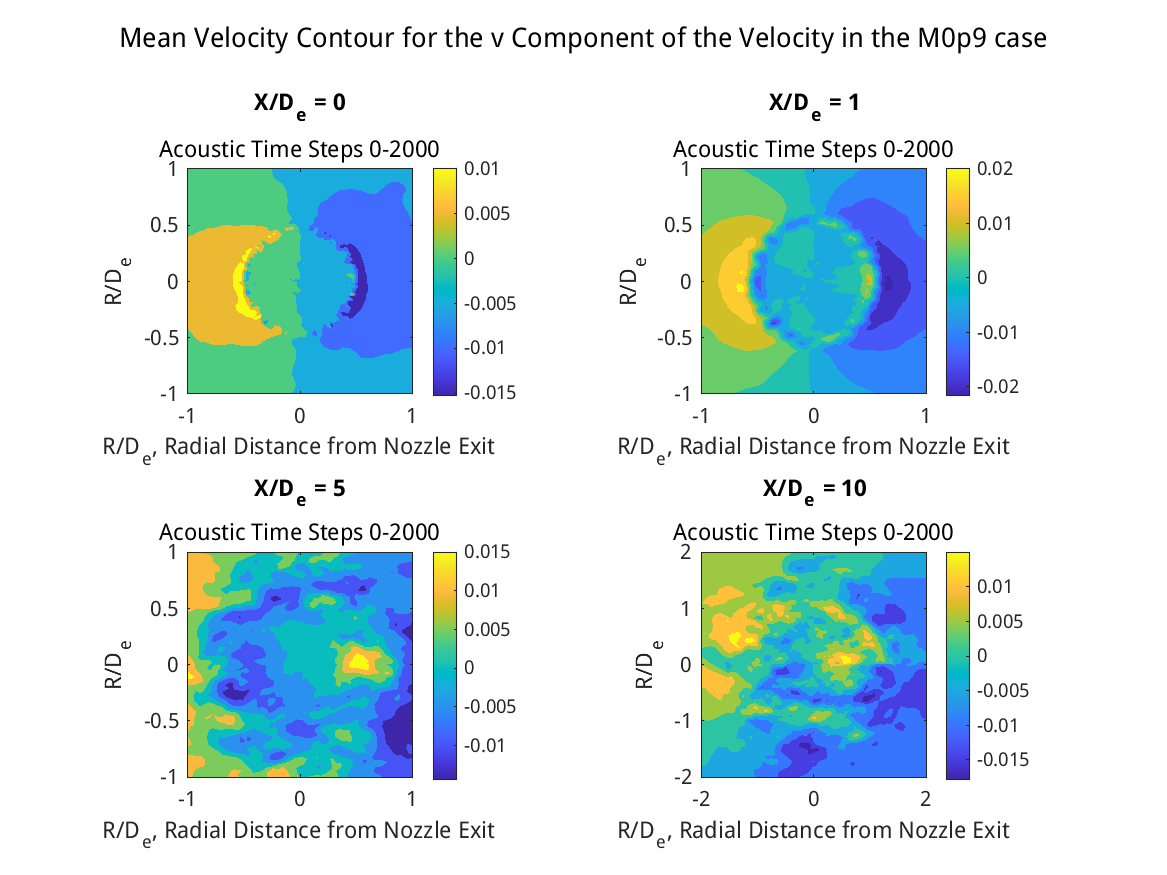 Mean Velocity Contour for the v Component of the Velocity in the M0p9 case
X/De = 0
Acoustic Time Steps 0-2000
1
0.5
0
-0.5
-1
R/De
-1 0 1
R/De, Radial Distance from Nozzle Exit
0.01
0.005
0
-0.005
-0.01
-0.015
X/De = 1
Acoustic Time Steps 0-2000
1
0.5
0
-0.5
-1
R/De
-1 0 1
R/De, Radial Distance from Nozzle Exit
0.02
0.01
0
-0.01
-0.02
X/De = 5
Acoustic Time Steps 0-2000
1
0.5
0
-0.5
-1
R/De
-1 0 1
R/De, Radial Distance from Nozzle Exit
0.015
0.01
0.005
0
-0.005
-0.01
X/De = 10
Acoustic Time Steps 0-2000
2
1
0
-1
-2
R/De
-2 0 2
R/De, Radial Distance from Nozzle Exit
0.01
0.005
0
-0.005
-0.01
-0.015